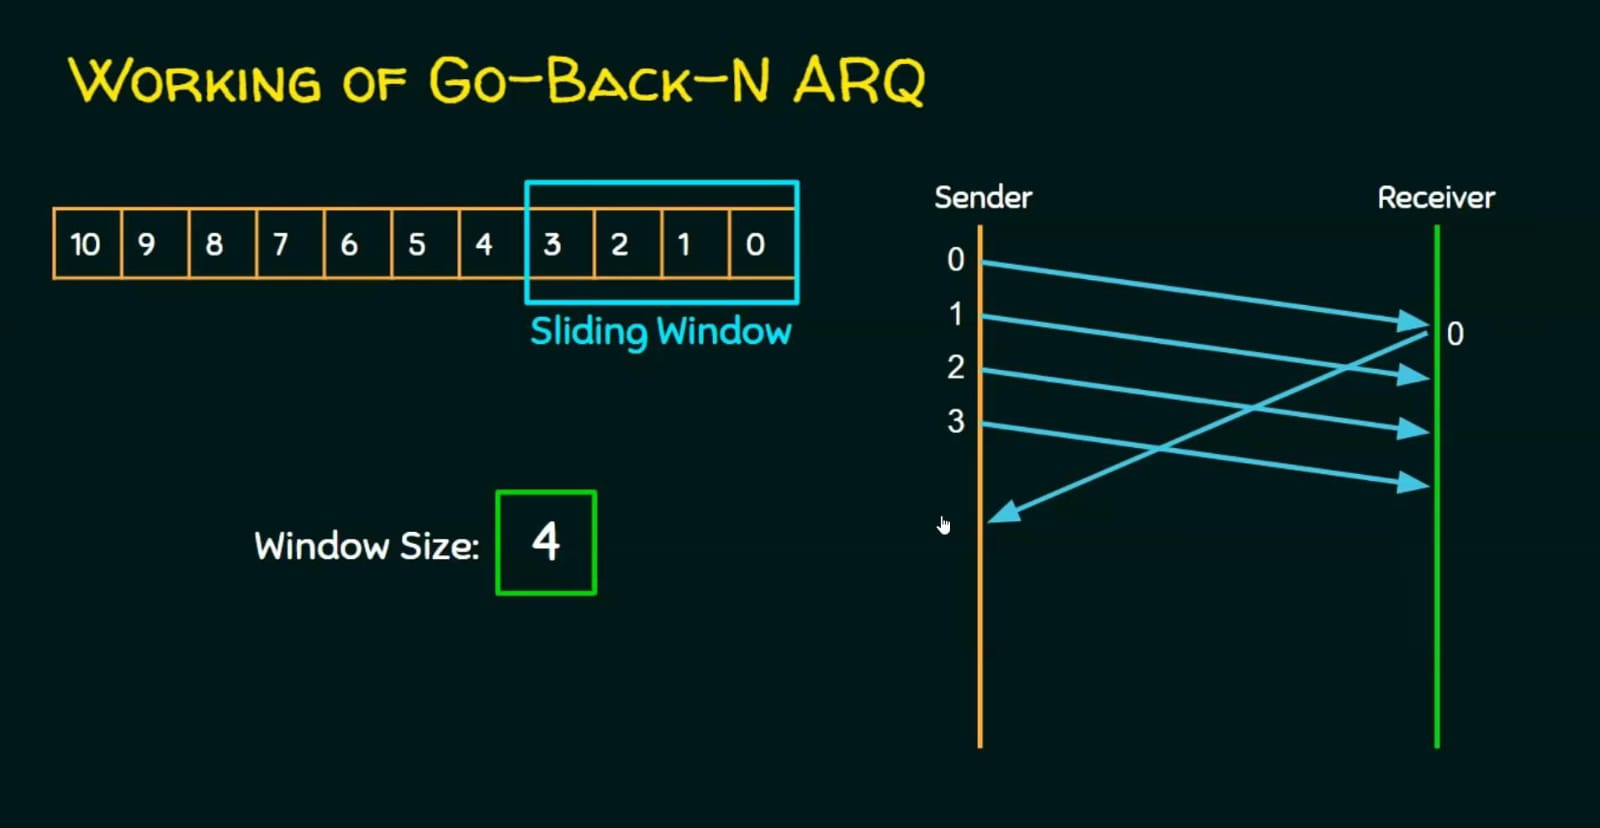 WORKING OF GO-BACK-N ARQ
10 9 8 7 6 5 4 3 2 1 0
Sliding Window
Window Size: 4
Sender Receiver
0
1
2
3
0